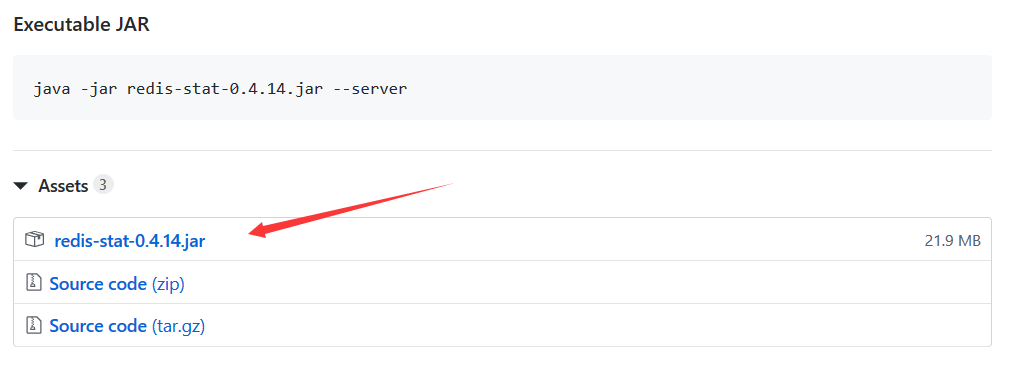 Executable JAR
java -jar redis-stat-0.4.14.jar --server
Assets 3
redis-stat-0.4.14.jar 21.9 MB
Source code (zip)
Source code (tar.gz)